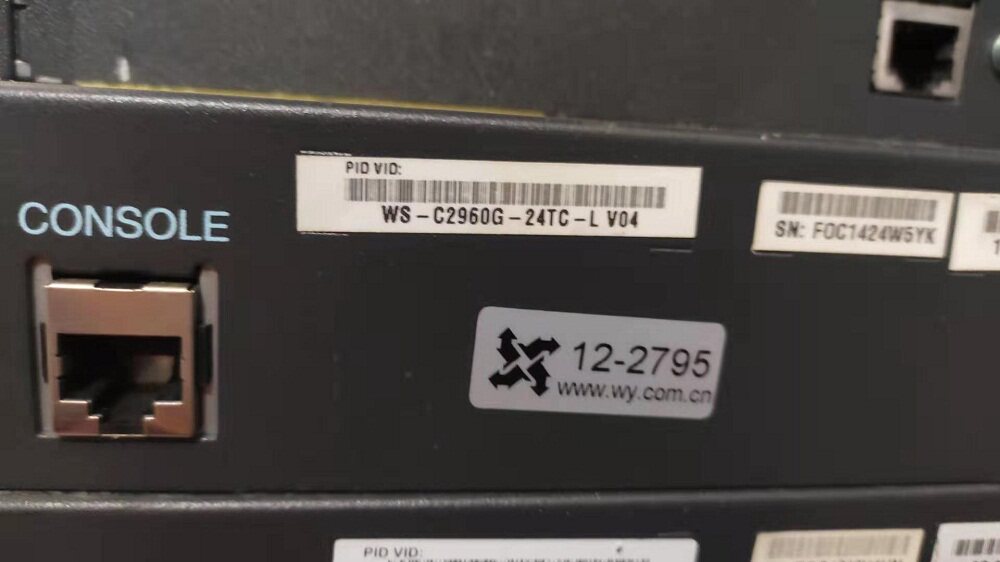 PID VID:
WS-C2960G-24TC-L V04
CONSOLE
SN: FOC1424W5YK
12-2795
www.wy.com.cn
PID VID: